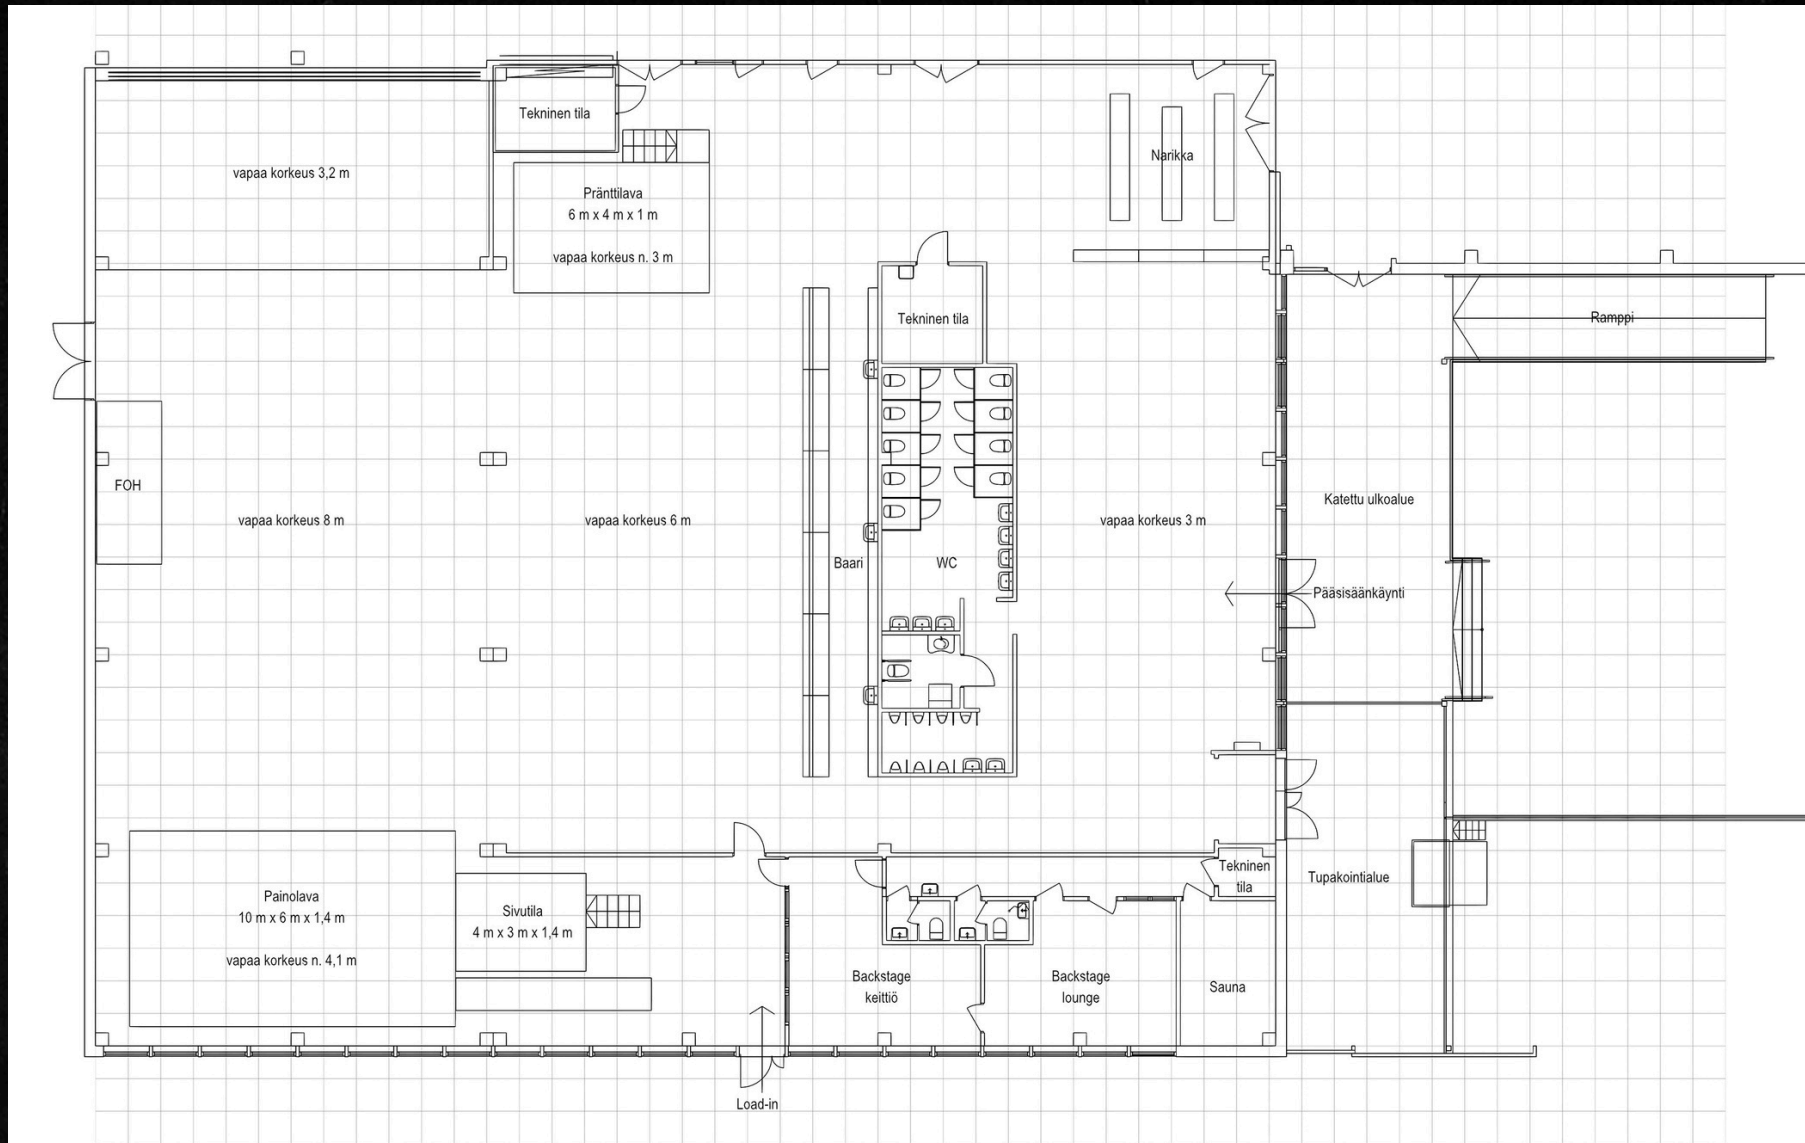 Tekninen tila
vapaa korkeus 3,2 m
Narikka
Pränttilava
6 m x 4 m x 1 m
vapaa korkeus n. 3 m
Tekninen tila
Ramppi
FOH
Katettu ulkoalue
vapaa korkeus 8 m
vapaa korkeus 6 m
vapaa korkeus 3 m
Baari
WC
Pääsisäänkäynti
Tekninen
tila
Tupakointialue
Painolava
10 m x 6 m x 1,4 m
vapaa korkeus n. 4,1 m
Sivutila
4 m x 3 m x 1,4 m
Backstage
keittiö
Backstage
lounge
Sauna
Load-in